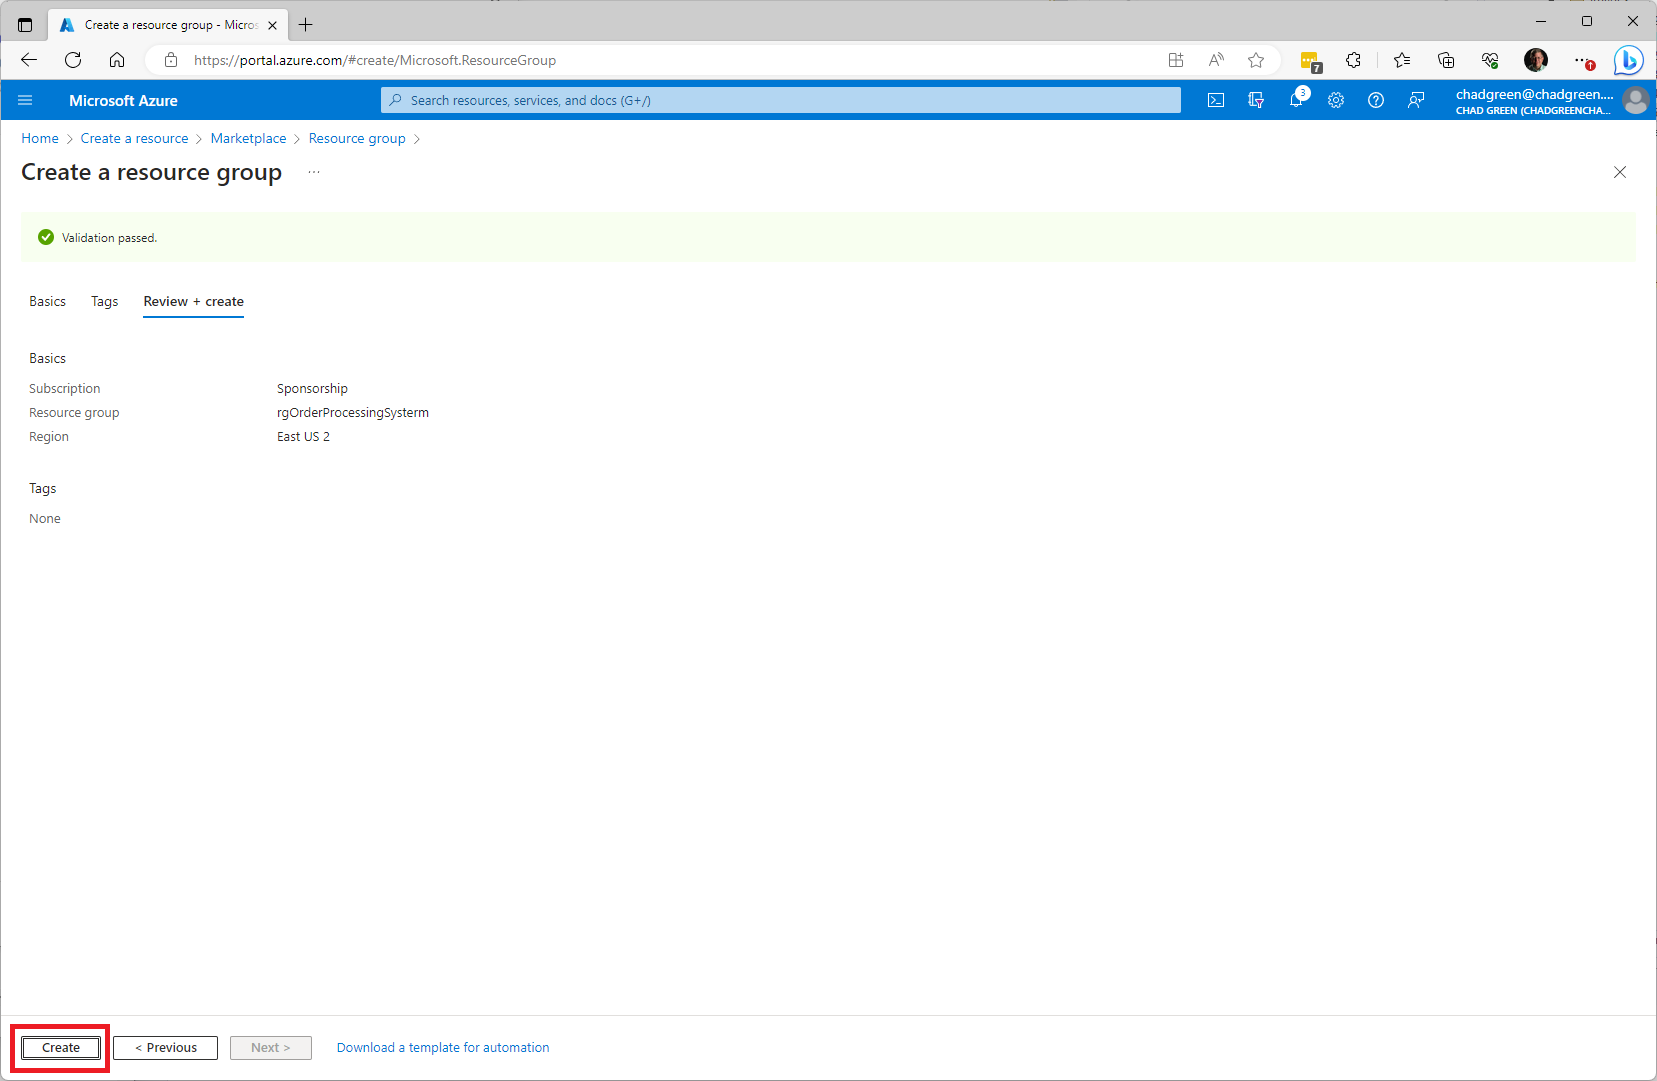 Create a resource group - Micros
https://portal.azure.com/#create/Microsoft.ResourceGroup
7
Microsoft Azure
Search resources, services, and docs (G+/)
3
chadgreen@chadgreen....
CHAD GREEN (CHADGREENCHA...
Home > Create a resource > Marketplace > Resource group >
Create a resource group ...
Validation passed.
Basics Tags Review + create
Basics
Subscription Sponsorship
Resource group rgOrderProcessingSysterm
Region East US 2
Tags
None
Create < Previous Next > Download a template for automation